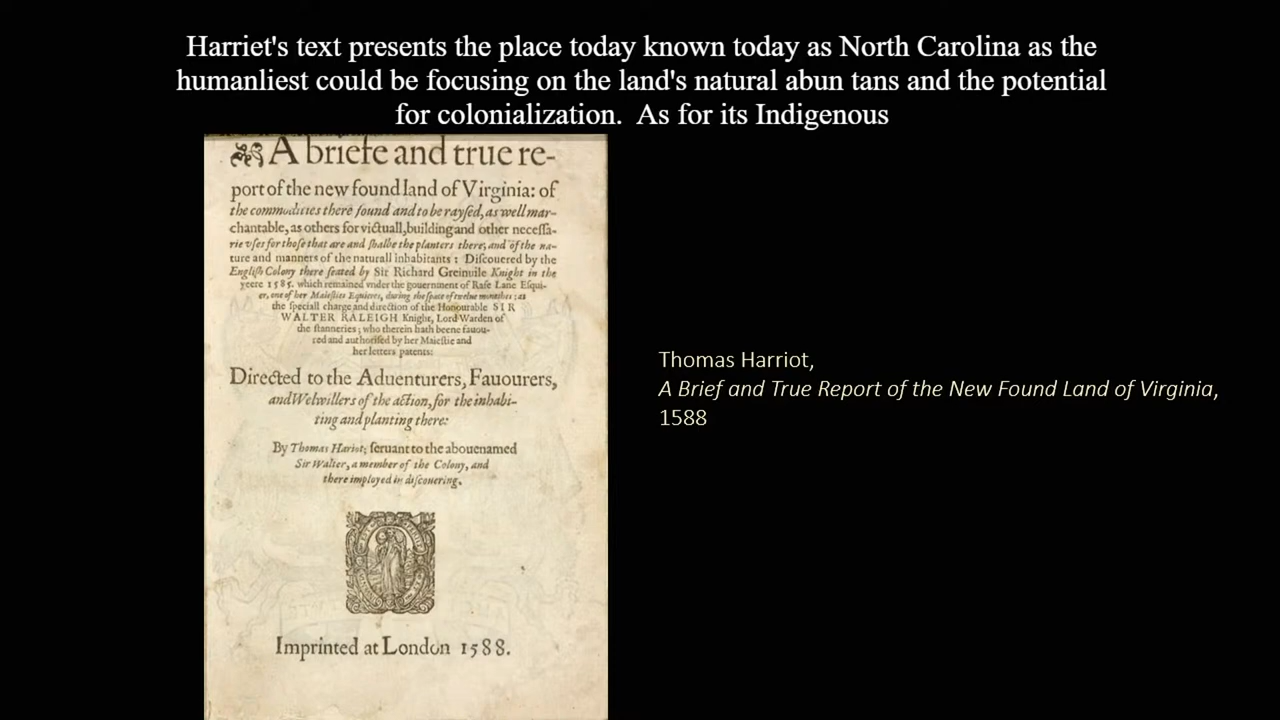 Harriet's text presents the place today known today as North Carolina as the
humanliest could be focusing on the land's natural abun tans and the potential
for colonialization.  As for its Indigenous
A briefe and true re-
port of the new found land of Virginia: of
the commodities there found and to be rayſed, as well mar-
chantable, as others for victuall, building and other neceſſa-
rie vſes for thoſe that are and ſhalbe the planters there; and of the na-
ture and manners of the naturall inhabitants: Diſcouered by the
Engliſh Colony there ſeated by Sir Richard Greinuile Knight in the
yeere 1585. which remained vnder the gouernment of Rafe Lane Eſqui-
er, one of her Maieſties Equieres, during the ſpace of twelue monethes: at
the ſpeciall charge and direction of the Honourable SIR
WALTER RALEIGH Knight, Lord Warden of
the ſtanneries; who therein hath beene fauou-
red and authoriſed by her Maieſtie and
her letters patents:
Directed to the Aduenturers, Fauourers,
and Welwillers of the action, for the inhabi-
ting and planting there:
By Thomas Hariot; ſeruant to the abouenamed
Sir Walter, a member of the Colony, and
there imployed in diſcouering.
Imprinted at London 1588.
Thomas Harriot,
A Brief and True Report of the New Found Land of Virginia,
1588